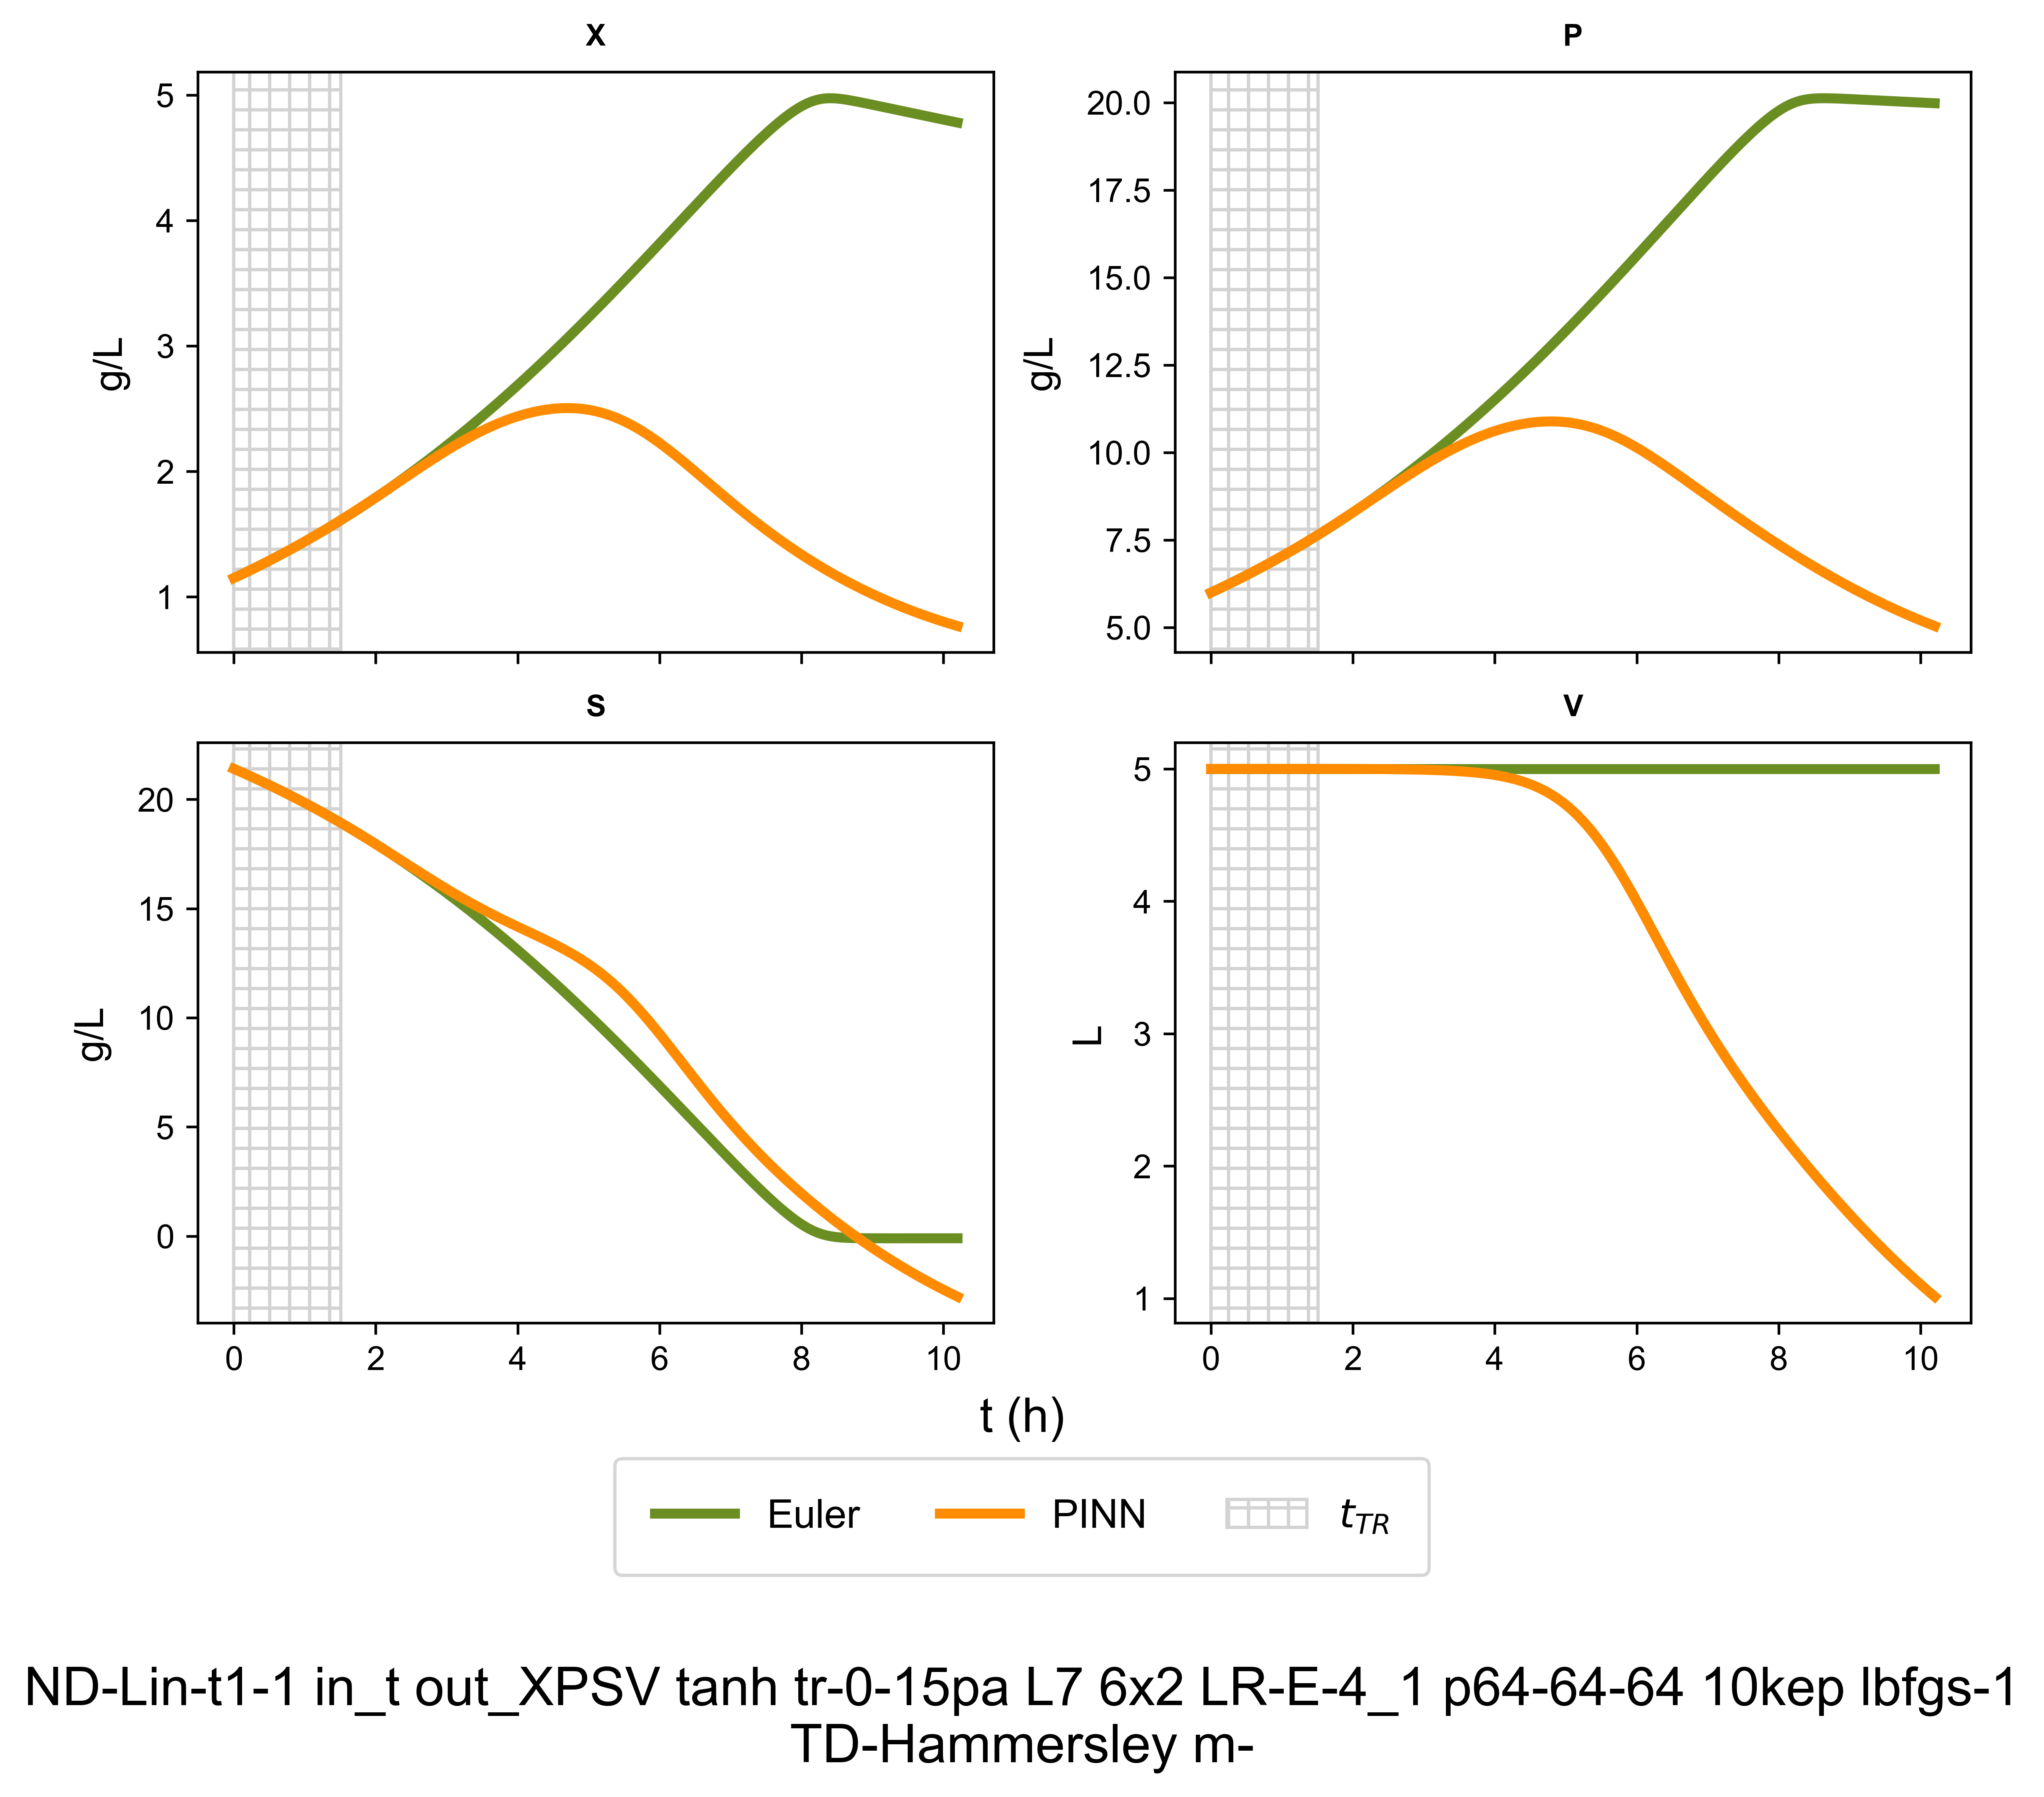 X
P
5
4
3
2
1
g/L
20.0
17.5
15.0
12.5
10.0
7.5
5.0
g/L
S
V
20
15
10
5
0
g/L
5
4
3
2
1
L
0 2 4 6 8 10
0 2 4 6 8 10
t (h)
Euler PINN t_TR
ND-Lin-t1-1 in_t out_XPSV tanh tr-0-15pa L7 6x2 LR-E-4_1 p64-64-64 10kep lbfgs-1
TD-Hammersley m-